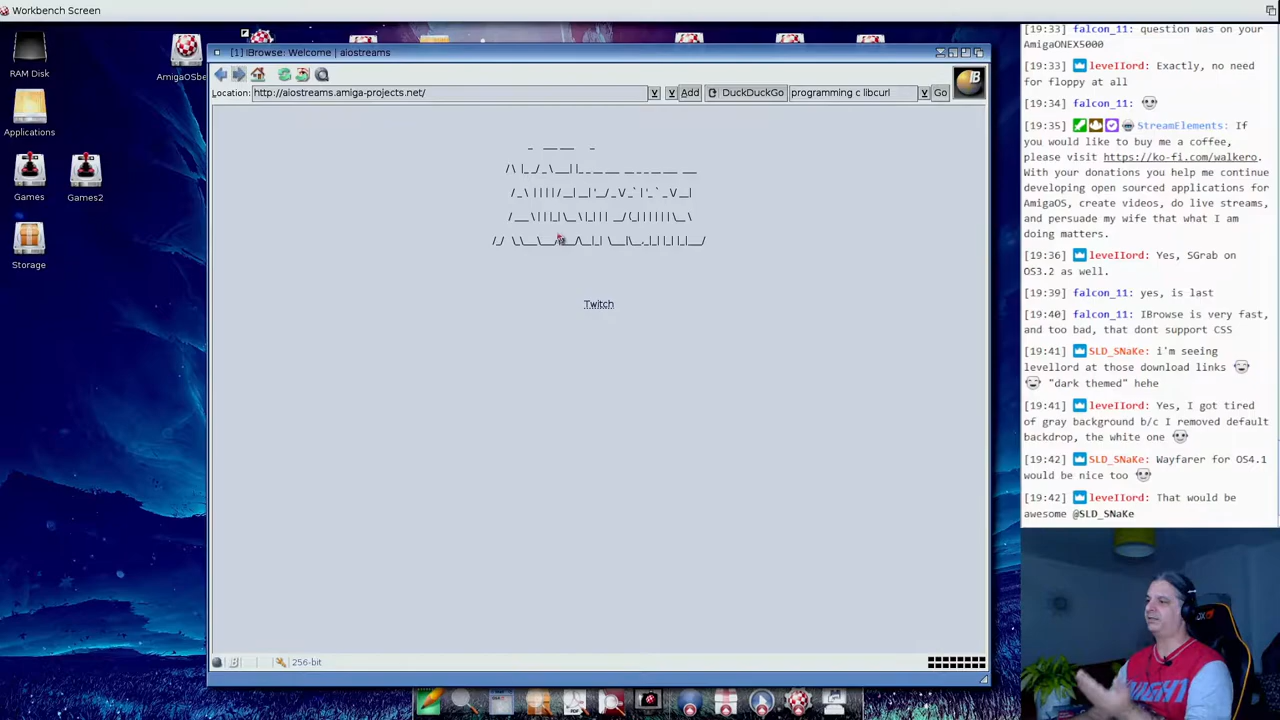 Workbench Screen
RAM Disk
AmigaOSbe
Applications
Games
Games2
Storage
[1] IBrowse: Welcome | aiostreams
Location: http://aiostreams.amiga-projects.net/
Add
DuckDuckGo
programming c libcurl
Go
IB
Twitch
256-bit
[19:33] falcon_11: question was on your
AmigaONEX5000
[19:33] levellord: Exactly, no need
for floppy at all
[19:34] falcon_11:
[19:35] StreamElements: If
you would like to buy me a coffee,
please visit https://ko-fi.com/walkero.
With your donations you help me continue
developing open sourced applications for
AmigaOS, create videos, do live streams,
and persuade my wife that what I am
doing matters.
[19:36] levellord: Yes, SGrab on
OS3.2 as well.
[19:39] falcon_11: yes, is last
[19:40] falcon_11: IBrowse is very fast,
and too bad, that dont support CSS
[19:41] SLD_SNaKe: i'm seeing
levellord at those download links
"dark themed" hehe
[19:41] levellord: Yes, I got tired
of gray background b/c I removed default
backdrop, the white one
[19:42] SLD_SNaKe: Wayfarer for OS4.1
would be nice too
[19:42] levellord: That would be
awesome @SLD_SNaKe